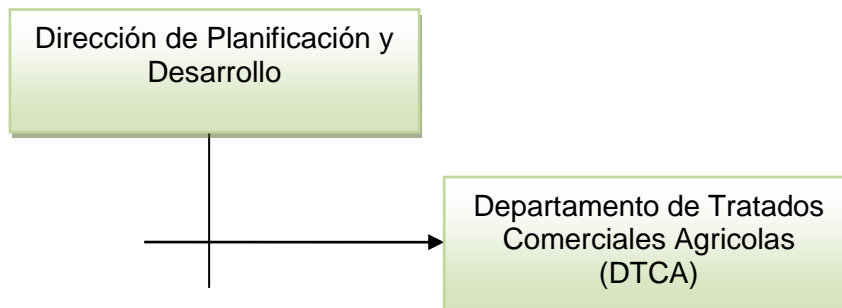 Dirección de Planificación y
Desarrollo
Departamento de Tratados
Comerciales Agricolas
(DTCA)